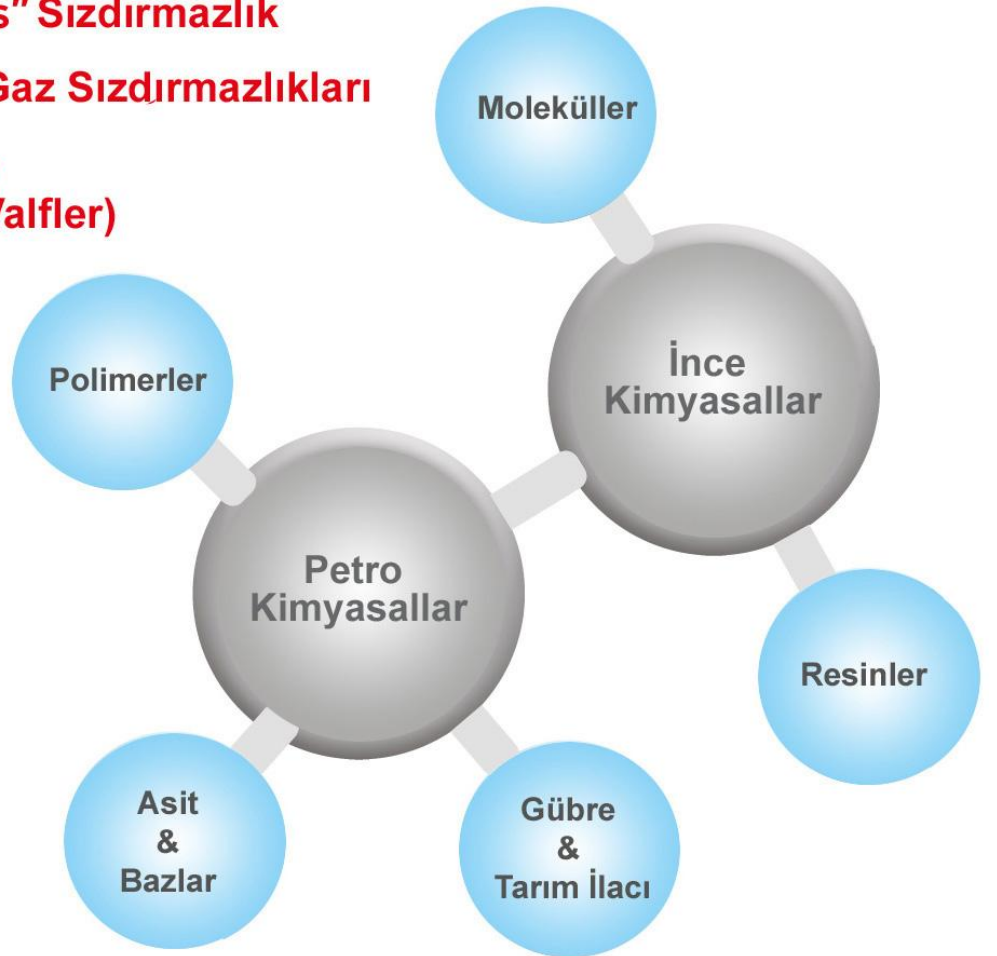 Sızdırmazlık
Gaz Sızdırmazlıkları
Valfler)
Moleküller
İnce
Kimyasallar
Polimerler
Petro
Kimyasallar
Resinler
Asit
&
Bazlar
Gübre
&
Tarım İlacı